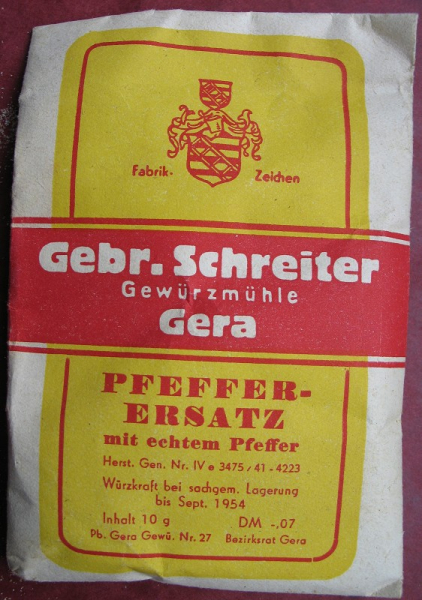 Fabrik- Zeichen
Gebr. Schreiter
Gewürzmühle
Gera
PFEFFER-
ERSATZ
mit echtem Pfeffer
Herst. Gen. Nr. IV e 3475/41-4223
Würzkraft bei sachgem. Lagerung
bis Sept. 1954
Inhalt 10 g DM -,07
Pb. Gera Gewü. Nr. 27 Bezirksrat Gera